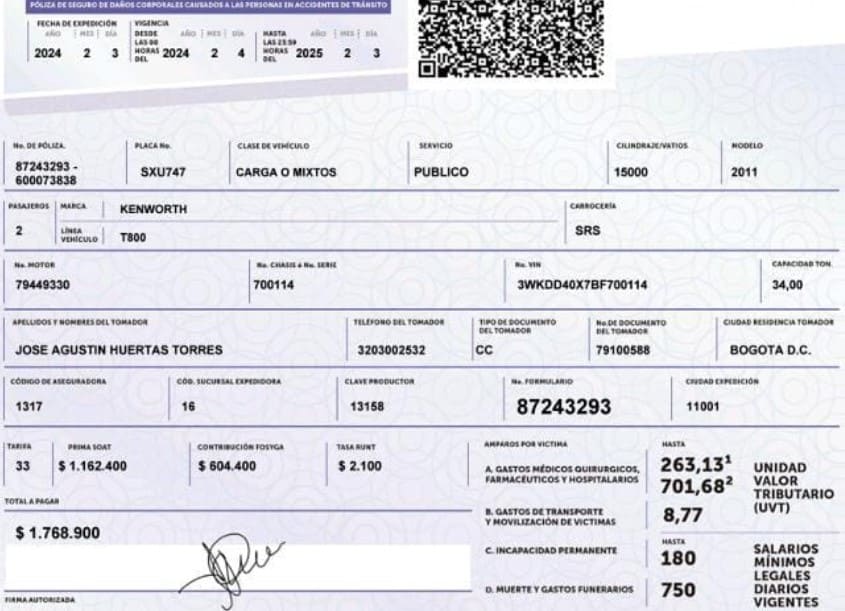 PÓLIZA DE SEGURO DE DAÑOS CORPORALES CAUSADOS A LAS PERSONAS EN ACCIDENTES DE TRÁNSITO
FECHA DE EXPEDICIÓN
AÑO MES DÍA
2024 2 3
VIGENCIA
DESDE LAS 00 HORAS DEL
AÑO MES DÍA
2024 2 4
HASTA LAS 23:59 HORAS DEL
AÑO MES DÍA
2025 2 3
No. DE PÓLIZA.
87243293 -
600073838
PLACA No.
SXU747
CLASE DE VEHÍCULO
CARGA O MIXTOS
SERVICIO
PUBLICO
CILINDRAJE/VATIOS
15000
MODELO
2011
PASAJEROS
2
MARCA
KENWORTH
LÍNEA
VEHÍCULO
T800
CARROCERÍA
SRS
No. MOTOR
79449330
No. CHASIS ó No. SERIE
700114
No. VIN
3WKDD40X7BF700114
CAPACIDAD TON.
34,00
APELLIDOS Y NOMBRES DEL TOMADOR
JOSE AGUSTIN HUERTAS TORRES
TELÉFONO DEL TOMADOR
3203002532
TIPO DE DOCUMENTO
DEL TOMADOR
CC
No. DE DOCUMENTO
DEL TOMADOR
79100588
CIUDAD RESIDENCIA TOMADOR
BOGOTA D.C.
CÓDIGO DE ASEGURADORA
1317
CÓD. SUCURSAL EXPEDIDORA
16
CLAVE PRODUCTOR
13158
No. FORMULARIO
87243293
CIUDAD EXPEDICIÓN
11001
TARIFA
33
PRIMA SOAT
$ 1.162.400
CONTRIBUCIÓN FOSYGA
$ 604.400
TASA RUNT
$ 2.100
TOTAL A PAGAR
$ 1.768.900
FIRMA AUTORIZADA
AMPAROS POR VICTIMA
HASTA
A. GASTOS MÉDICOS QUIRURGICOS,
FARMACÉUTICOS Y HOSPITALARIOS
263,13¹
701,68²
B. GASTOS DE TRANSPORTE
Y MOVILIZACIÓN DE VICTIMAS
8,77
UNIDAD
VALOR
TRIBUTARIO
(UVT)
HASTA
C. INCAPACIDAD PERMANENTE
180
D. MUERTE Y GASTOS FUNERARIOS
750
SALARIOS
MÍNIMOS
LEGALES
DIARIOS
VIGENTES